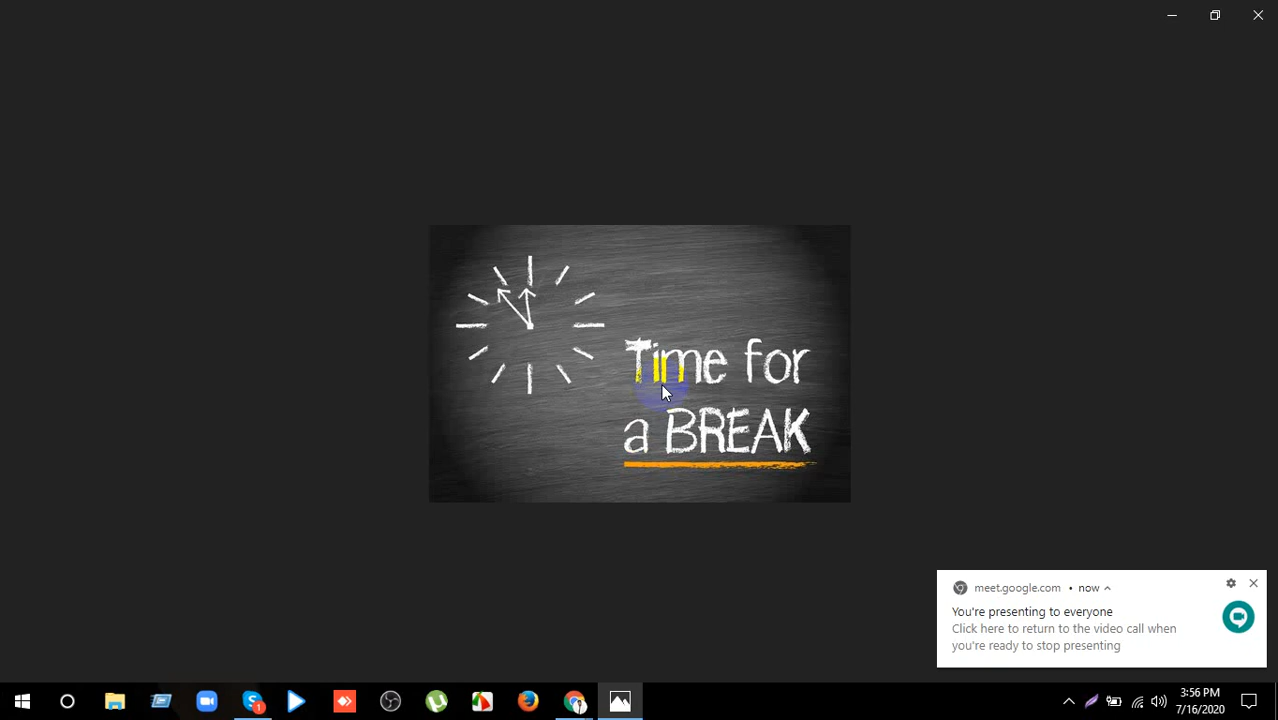 Time for
a BREAK
meet.google.com • now
You're presenting to everyone
Click here to return to the video call when
you're ready to stop presenting
1
3:56 PM
7/16/2020